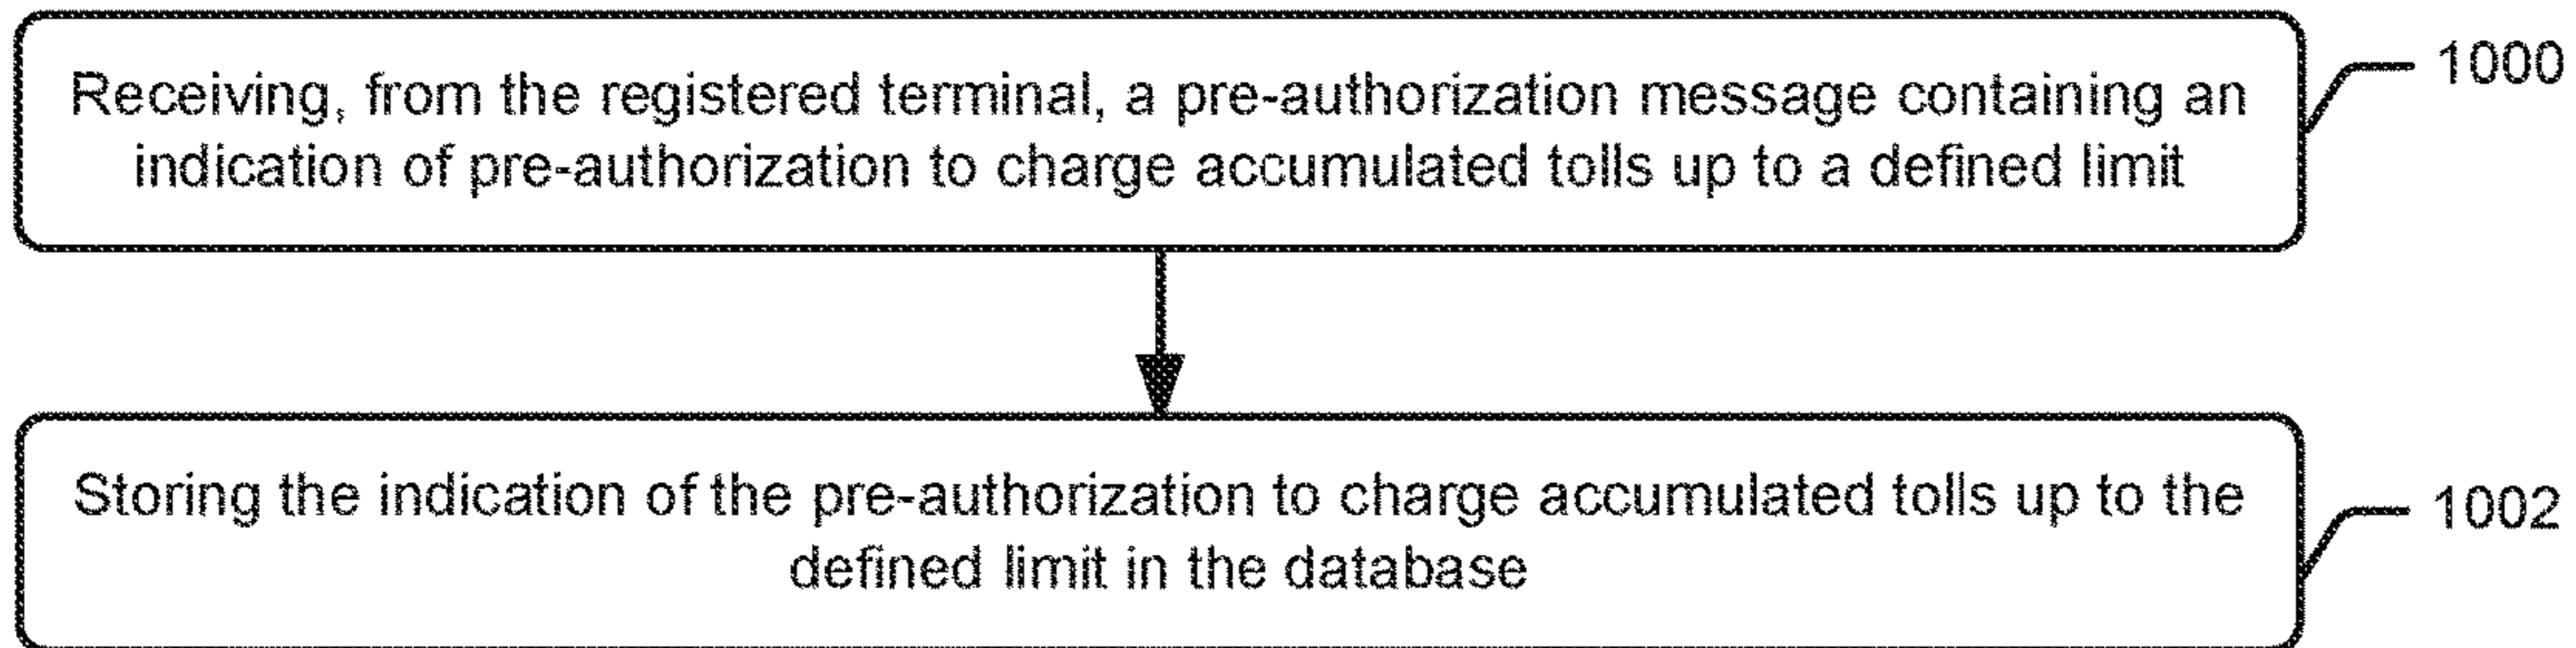 Receiving, from the registered terminal, a pre-authorization message containing an
indication of pre-authorization to charge accumulated tolls up to a defined limit
1000
Storing the indication of the pre-authorization to charge accumulated tolls up to the
defined limit in the database
1002